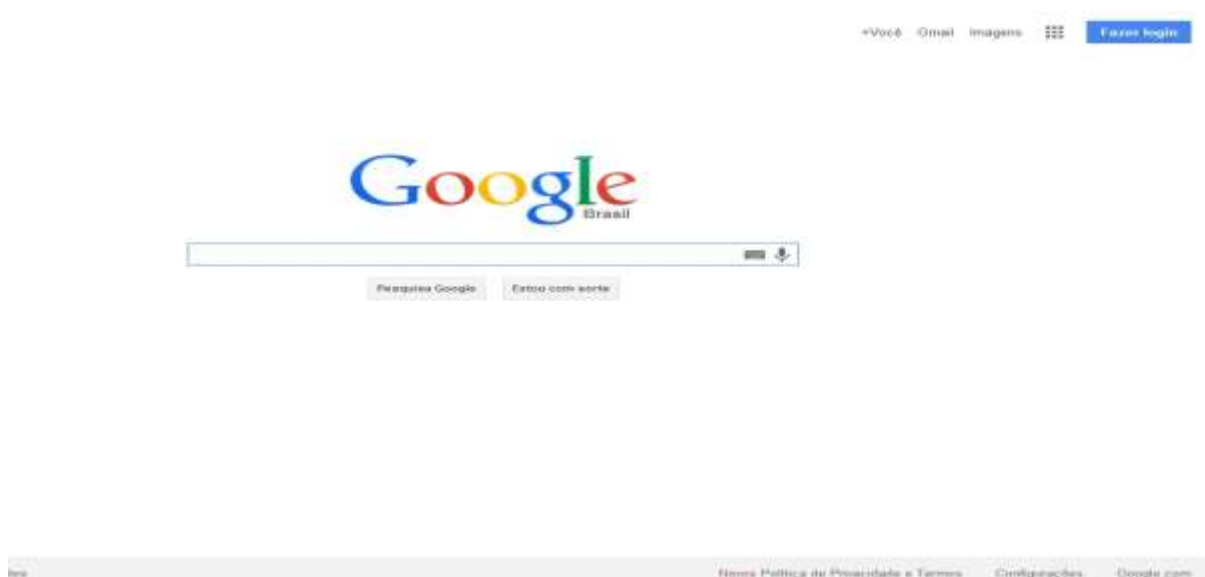 +Você Gmail Imagens Fazer login
Google
Brasil
Pesquisa Google Estou com sorte
Novos Política de Privacidade e Termos Configurações Google.com